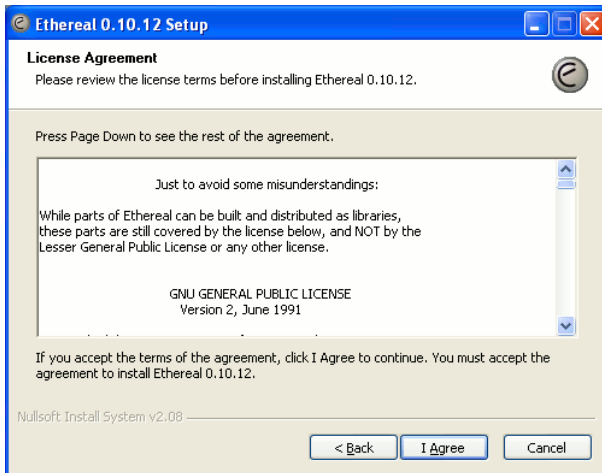 Ethereal 0.10.12 Setup
License Agreement
Please review the license terms before installing Ethereal 0.10.12.
Press Page Down to see the rest of the agreement.
Just to avoid some misunderstandings:
While parts of Ethereal can be built and distributed as libraries,
these parts are still covered by the license below, and NOT by the
Lesser General Public License or any other license.
GNU GENERAL PUBLIC LICENSE
Version 2, June 1991
If you accept the terms of the agreement, click I Agree to continue. You must accept the
agreement to install Ethereal 0.10.12.
Nullsoft Install System v2.08
< Back
I Agree
Cancel